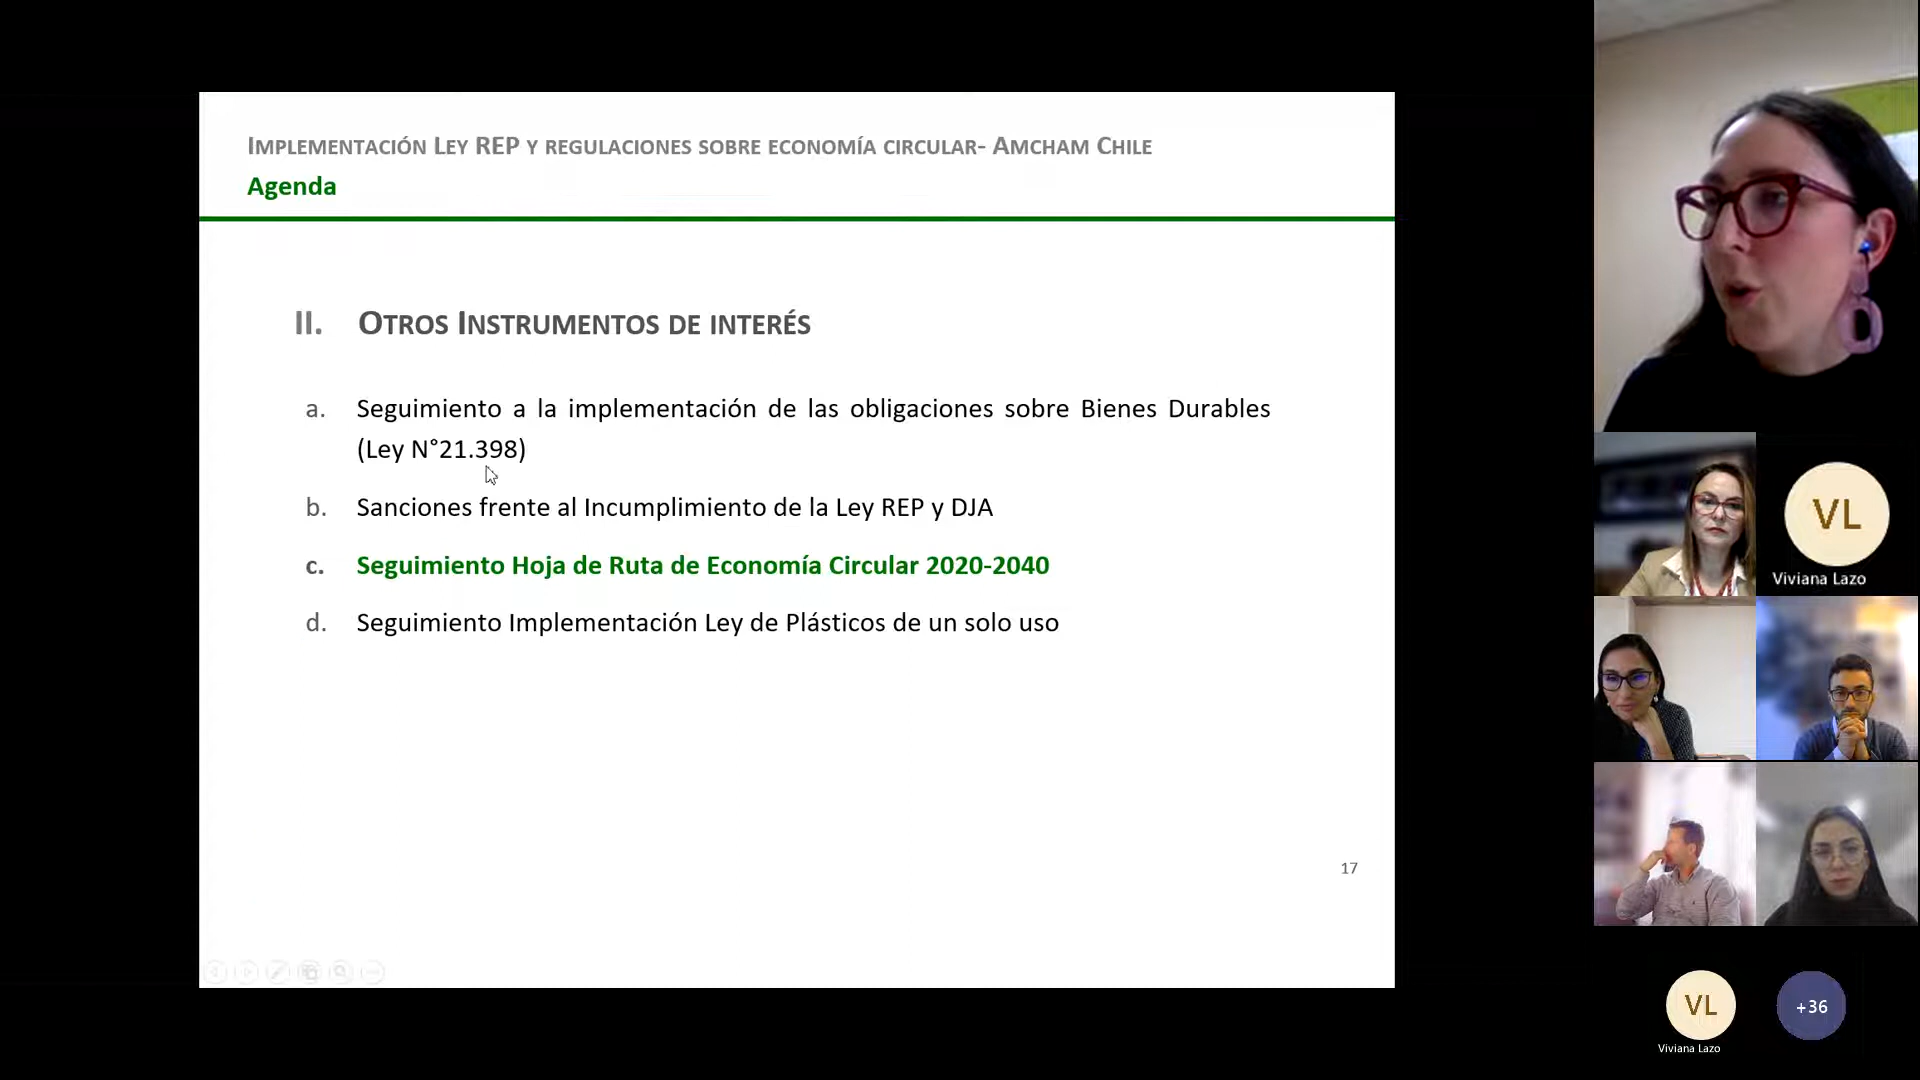 IMPLEMENTACIÓN LEY REP Y REGULACIONES SOBRE ECONOMÍA CIRCULAR- AMCHAM CHILE
Agenda
II. OTROS INSTRUMENTOS DE INTERÉS
a. Seguimiento a la implementación de las obligaciones sobre Bienes Durables
(Ley N°21.398)
b. Sanciones frente al Incumplimiento de la Ley REP y DJA
c. Seguimiento Hoja de Ruta de Economía Circular 2020-2040
d. Seguimiento Implementación Ley de Plásticos de un solo uso
17
VL
Viviana Lazo
VL
+36
Viviana Lazo